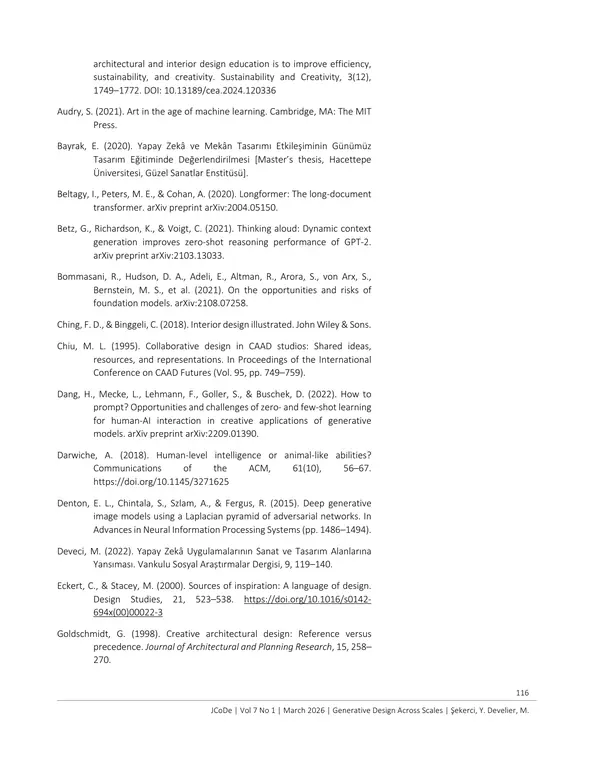 architectural and interior design education is to improve efficiency,
sustainability, and creativity. Sustainability and Creativity, 3(12),
1749–1772. DOI: 10.13189/cea.2024.120336
Audry, S. (2021). Art in the age of machine learning. Cambridge, MA: The MIT
Press.
Bayrak, E. (2020). Yapay Zekâ ve Mekân Tasarımı Etkileşiminin Günümüz
Tasarım Eğitiminde Değerlendirilmesi [Master's thesis, Hacettepe
Üniversitesi, Güzel Sanatlar Enstitüsü].
Beltagy, I., Peters, M. E., & Cohan, A. (2020). Longformer: The long-document
transformer. arXiv preprint arXiv:2004.05150.
Betz, G., Richardson, K., & Voigt, C. (2021). Thinking aloud: Dynamic context
generation improves zero-shot reasoning performance of GPT-2.
arXiv preprint arXiv:2103.13033.
Bommasani, R., Hudson, D. A., Adeli, E., Altman, R., Arora, S., von Arx, S.,
Bernstein, M. S., et al. (2021). On the opportunities and risks of
foundation models. arXiv:2108.07258.
Ching, F. D., & Binggeli, C. (2018). Interior design illustrated. John Wiley & Sons.
Chiu, M. L. (1995). Collaborative design in CAAD studios: Shared ideas,
resources, and representations. In Proceedings of the International
Conference on CAAD Futures (Vol. 95, pp. 749–759).
Dang, H., Mecke, L., Lehmann, F., Goller, S., & Buschek, D. (2022). How to
prompt? Opportunities and challenges of zero- and few-shot learning
for human-AI interaction in creative applications of generative
models. arXiv preprint arXiv:2209.01390.
Darwiche, A. (2018). Human-level intelligence or animal-like abilities?
Communications of the ACM, 61(10), 56–67.
https://doi.org/10.1145/3271625
Denton, E. L., Chintala, S., Szlam, A., & Fergus, R. (2015). Deep generative
image models using a Laplacian pyramid of adversarial networks. In
Advances in Neural Information Processing Systems (pp. 1486–1494).
Deveci, M. (2022). Yapay Zekâ Uygulamalarının Sanat ve Tasarım Alanlarına
Yansıması. Vankulu Sosyal Araştırmalar Dergisi, 9, 119–140.
Eckert, C., & Stacey, M. (2000). Sources of inspiration: A language of design.
Design Studies, 21, 523–538. https://doi.org/10.1016/s0142-
694x(00)00022-3
Goldschmidt, G. (1998). Creative architectural design: Reference versus
precedence. Journal of Architectural and Planning Research, 15, 258–
270.
116
JCoDe | Vol 7 No 1 | March 2026 | Generative Design Across Scales | Şekerci, Y. Develier, M.